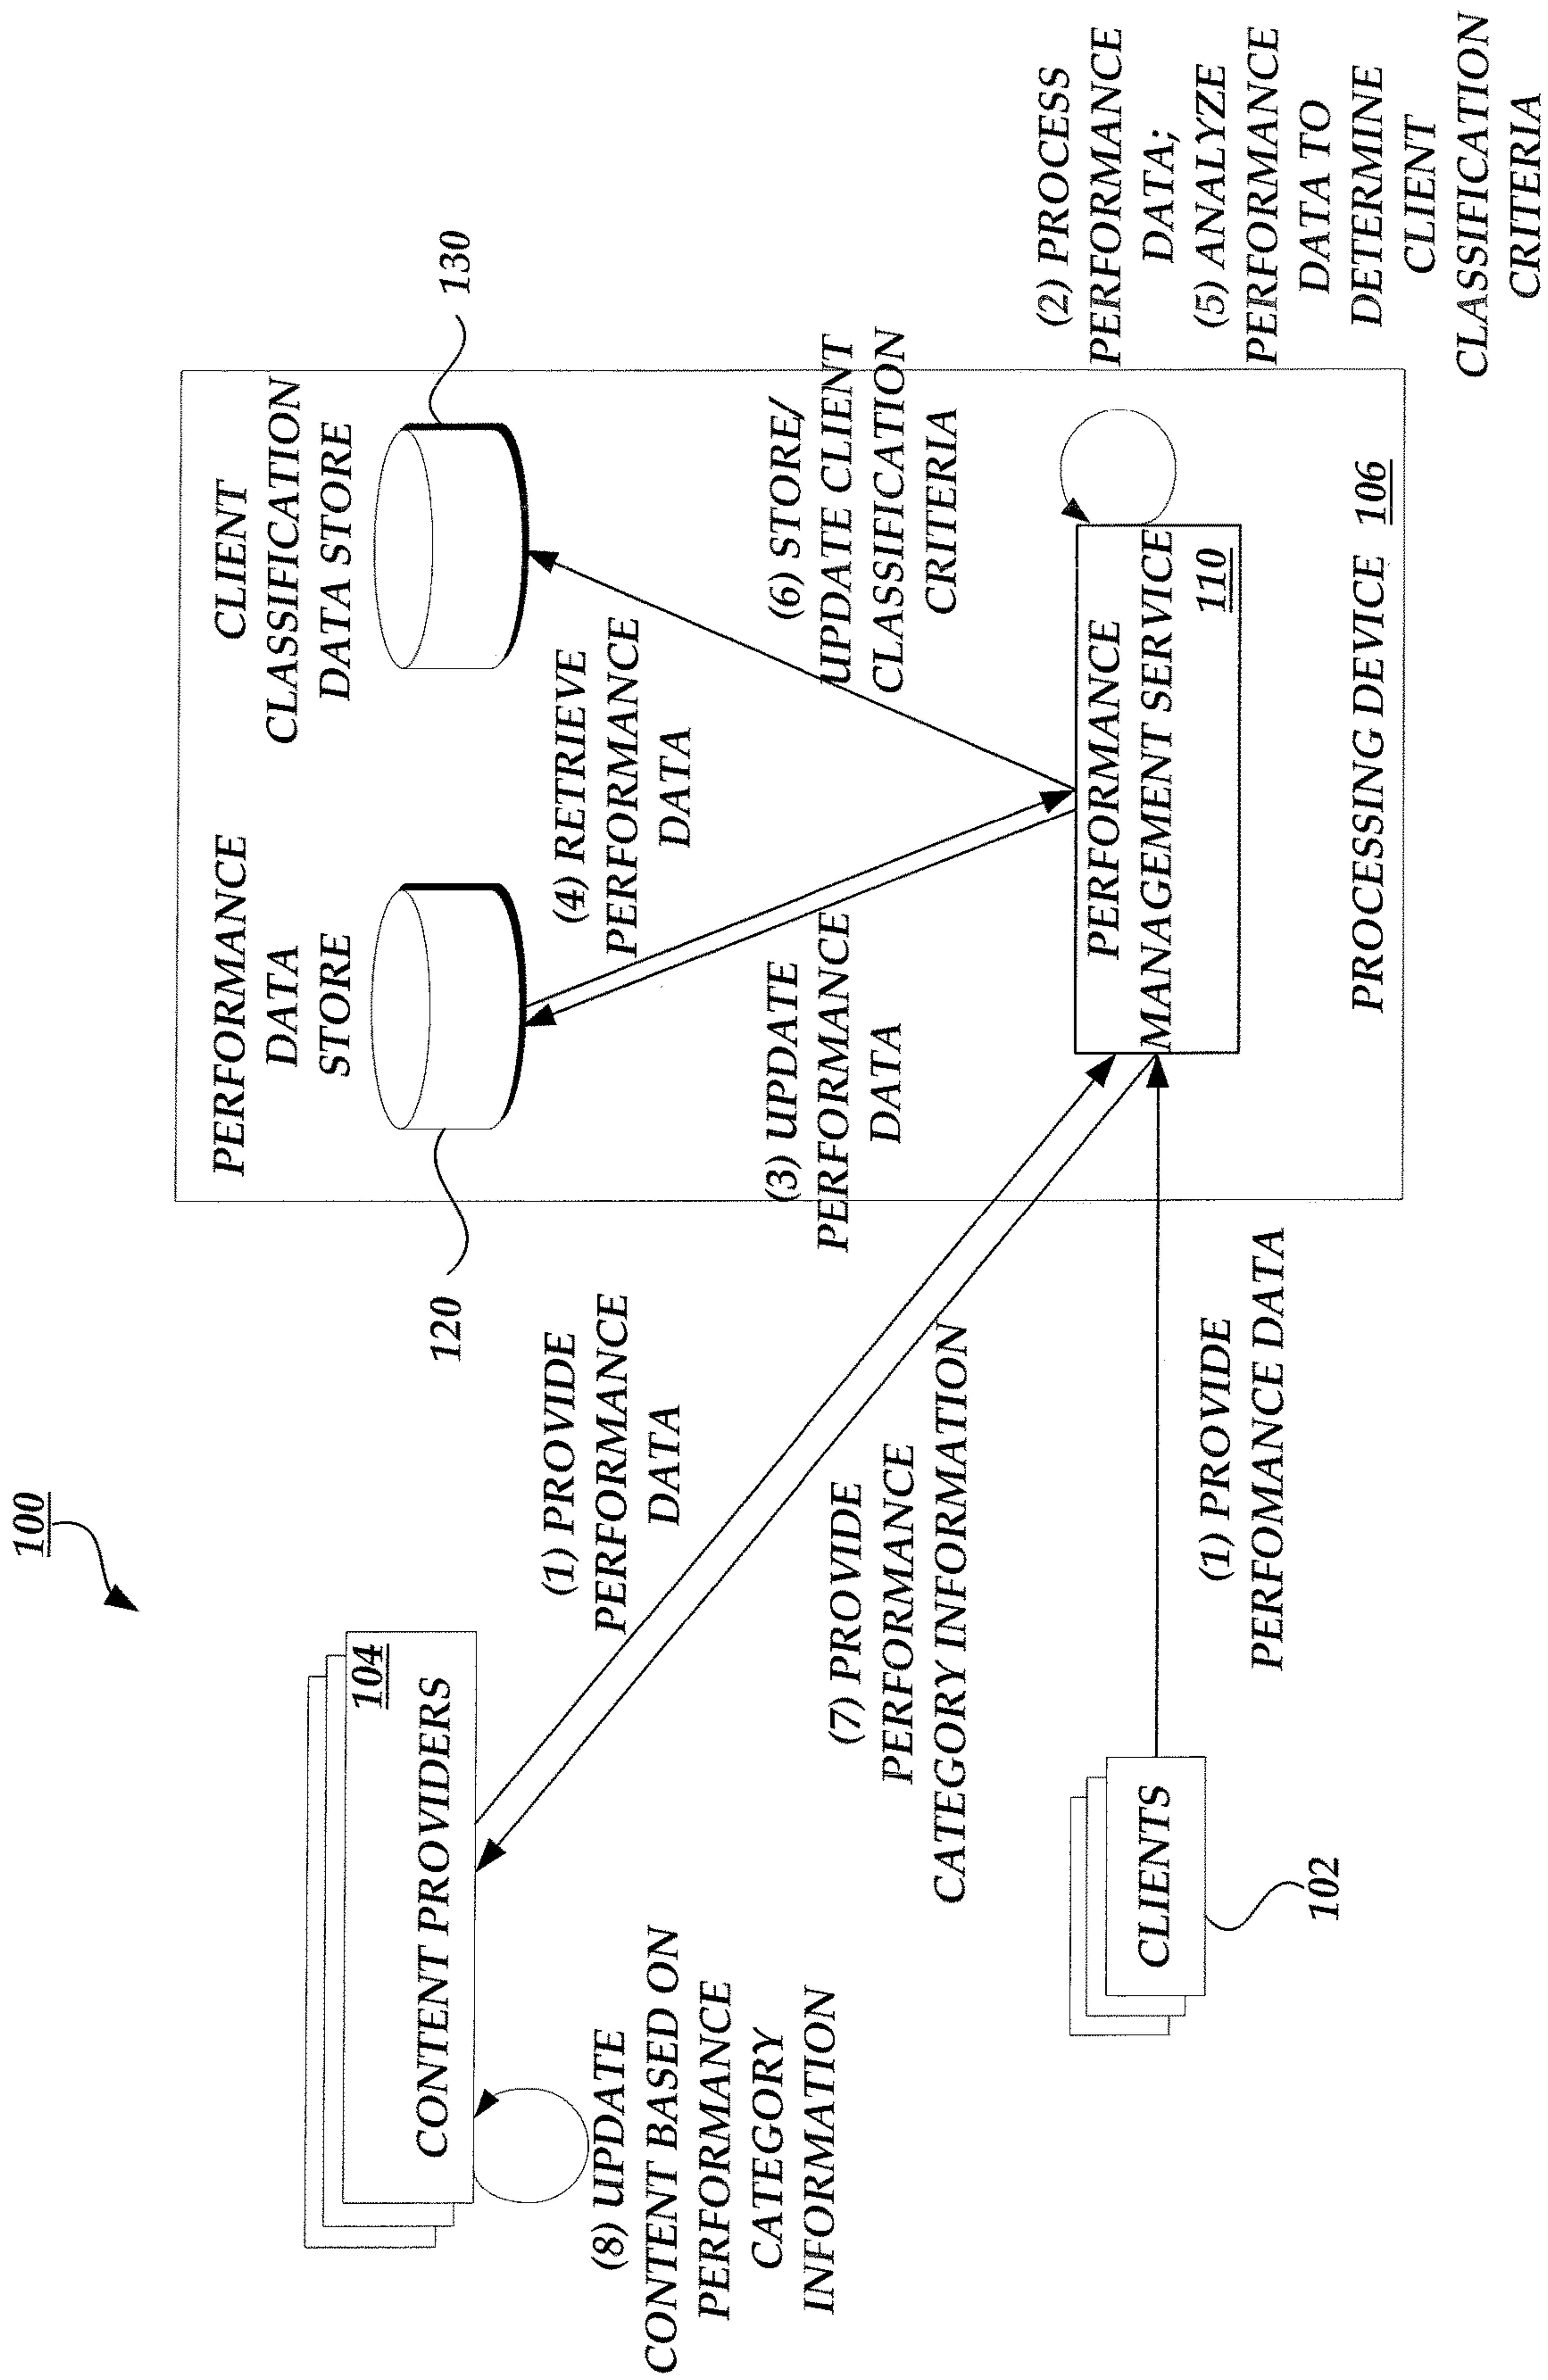 100
CONTENT PROVIDERS
104
(8) UPDATE
CONTENT BASED ON
PERFORMANCE
CATEGORY
INFORMATION
(1) PROVIDE
PERFORMANCE
DATA
(7) PROVIDE
PERFORMANCE
CATEGORY INFORMATION
CLIENTS
102
(1) PROVIDE
PERFOMANCE DATA
PERFORMANCE
DATA
STORE
120
CLIENT
CLASSIFICATION
DATA STORE
130
(4) RETRIEVE
PERFORMANCE
DATA
(3) UPDATE
PERFORMANCE
DATA
(6) STORE/
UPDATE CLIENT
CLASSIFICATION
CRITERIA
PERFORMANCE
MANAGEMENT SERVICE
110
PROCESSING DEVICE 106
(2) PROCESS
PERFORMANCE
DATA;
(5) ANALYZE
PERFORMANCE
DATA TO
DETERMINE
CLIENT
CLASSIFICATION
CRITERIA